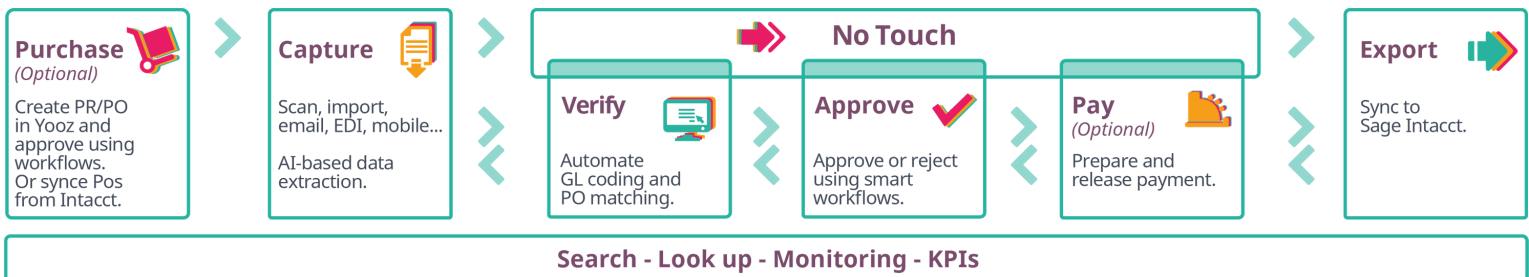 Purchase
(Optional)
Create PR/PO
in Yooz and
approve using
workflows.
Or synce Pos
from Intacct.
Capture
Scan, import,
email, EDI, mobile...
AI-based data
extraction.
No Touch
Verify
Automate
GL coding and
PO matching.
Approve
Approve or reject
using smart
workflows.
Pay
(Optional)
Prepare and
release payment.
Export
Sync to
Sage Intacct.
Search - Look up - Monitoring - KPIs